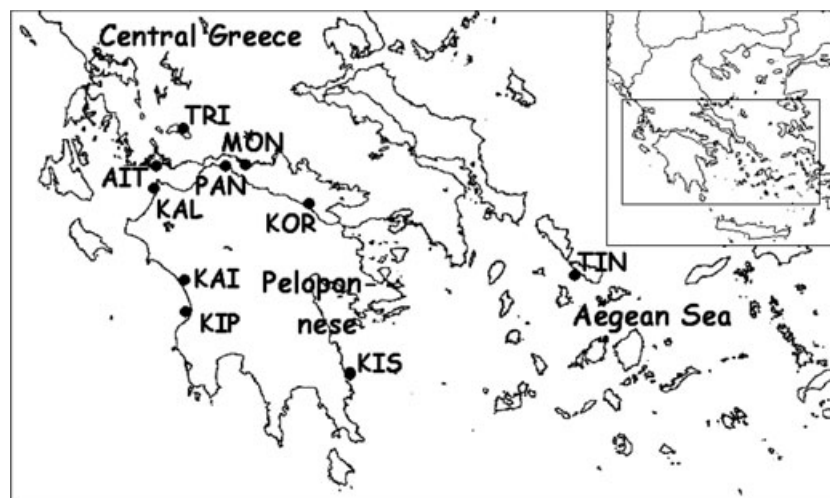 Central Greece
TRI
MON
AIT
PAN
KAL
KOR
TIN
KAI
Pelopon-
nese
KIP
Aegean Sea
KIS